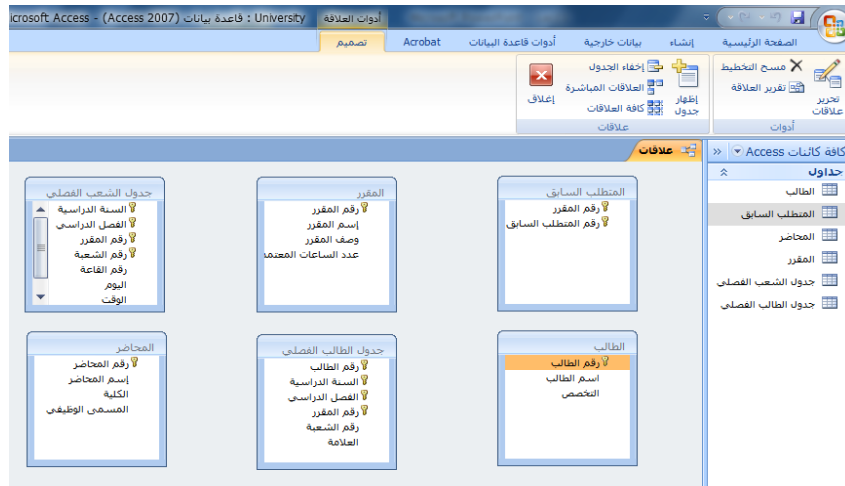 أدوات العلاقة
University : قاعدة بيانات (Access 2007) - icrosoft Access
الصفحة الرئيسية
إنشاء
بيانات خارجية
أدوات قاعدة البيانات
Acrobat
تصميم
تحرير علاقات
مسح التخطيط
تقرير العلاقة
أدوات
إظهار جدول
إخفاء الجدول
العلاقات المباشرة
كافة العلاقات
إغلاق
علاقات
كافة كائنات Access
جداول
الطالب
المتطلب السابق
المحاضر
المقرر
جدول الشعب الفصلي
جدول الطالب الفصلي
علاقات
المتطلب السابق
رقم المقرر
رقم المتطلب السابق
المقرر
رقم المقرر
إسم المقرر
وصف المقرر
عدد الساعات المعتمد
جدول الشعب الفصلي
السنة الدراسية
الفصل الدراسي
رقم المقرر
رقم الشعبة
رقم القاعة
اليوم
الوقت
الطالب
رقم الطالب
اسم الطالب
التخصص
جدول الطالب الفصلي
رقم الطالب
السنة الدراسية
الفصل الدراسي
رقم المقرر
رقم الشعبة
العلامة
المحاضر
رقم المحاضر
إسم المحاضر
الكلية
المسمى الوظيفي